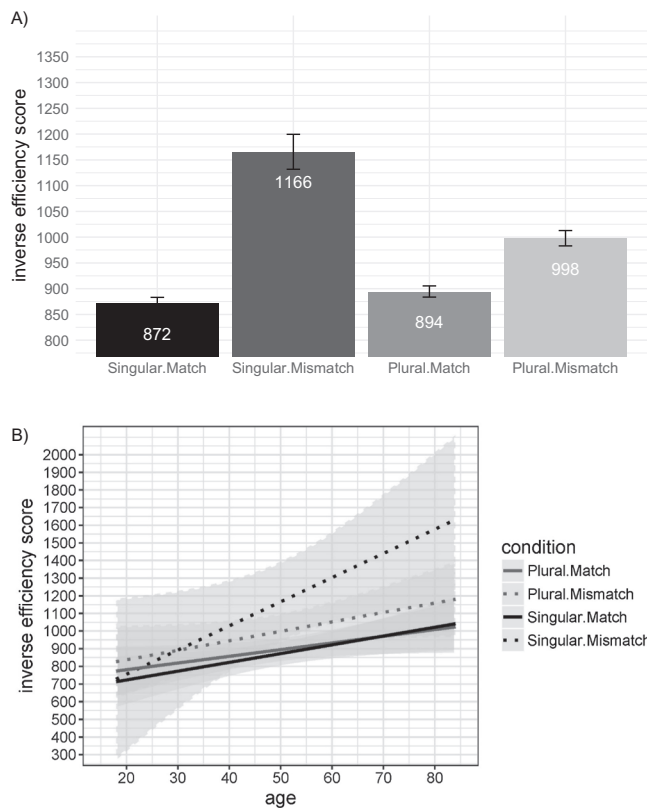 A)
inverse efficiency score
1350
1300
1250
1200
1150
1100
1050
1000
950
900
850
800
872
1166
894
998
Singular.Match Singular.Mismatch Plural.Match Plural.Mismatch
B)
inverse efficiency score
2000
1900
1800
1700
1600
1500
1400
1300
1200
1100
1000
900
800
700
600
500
400
300
20 30 40 50 60 70 80
age
condition
Plural.Match
Plural.Mismatch
Singular.Match
Singular.Mismatch